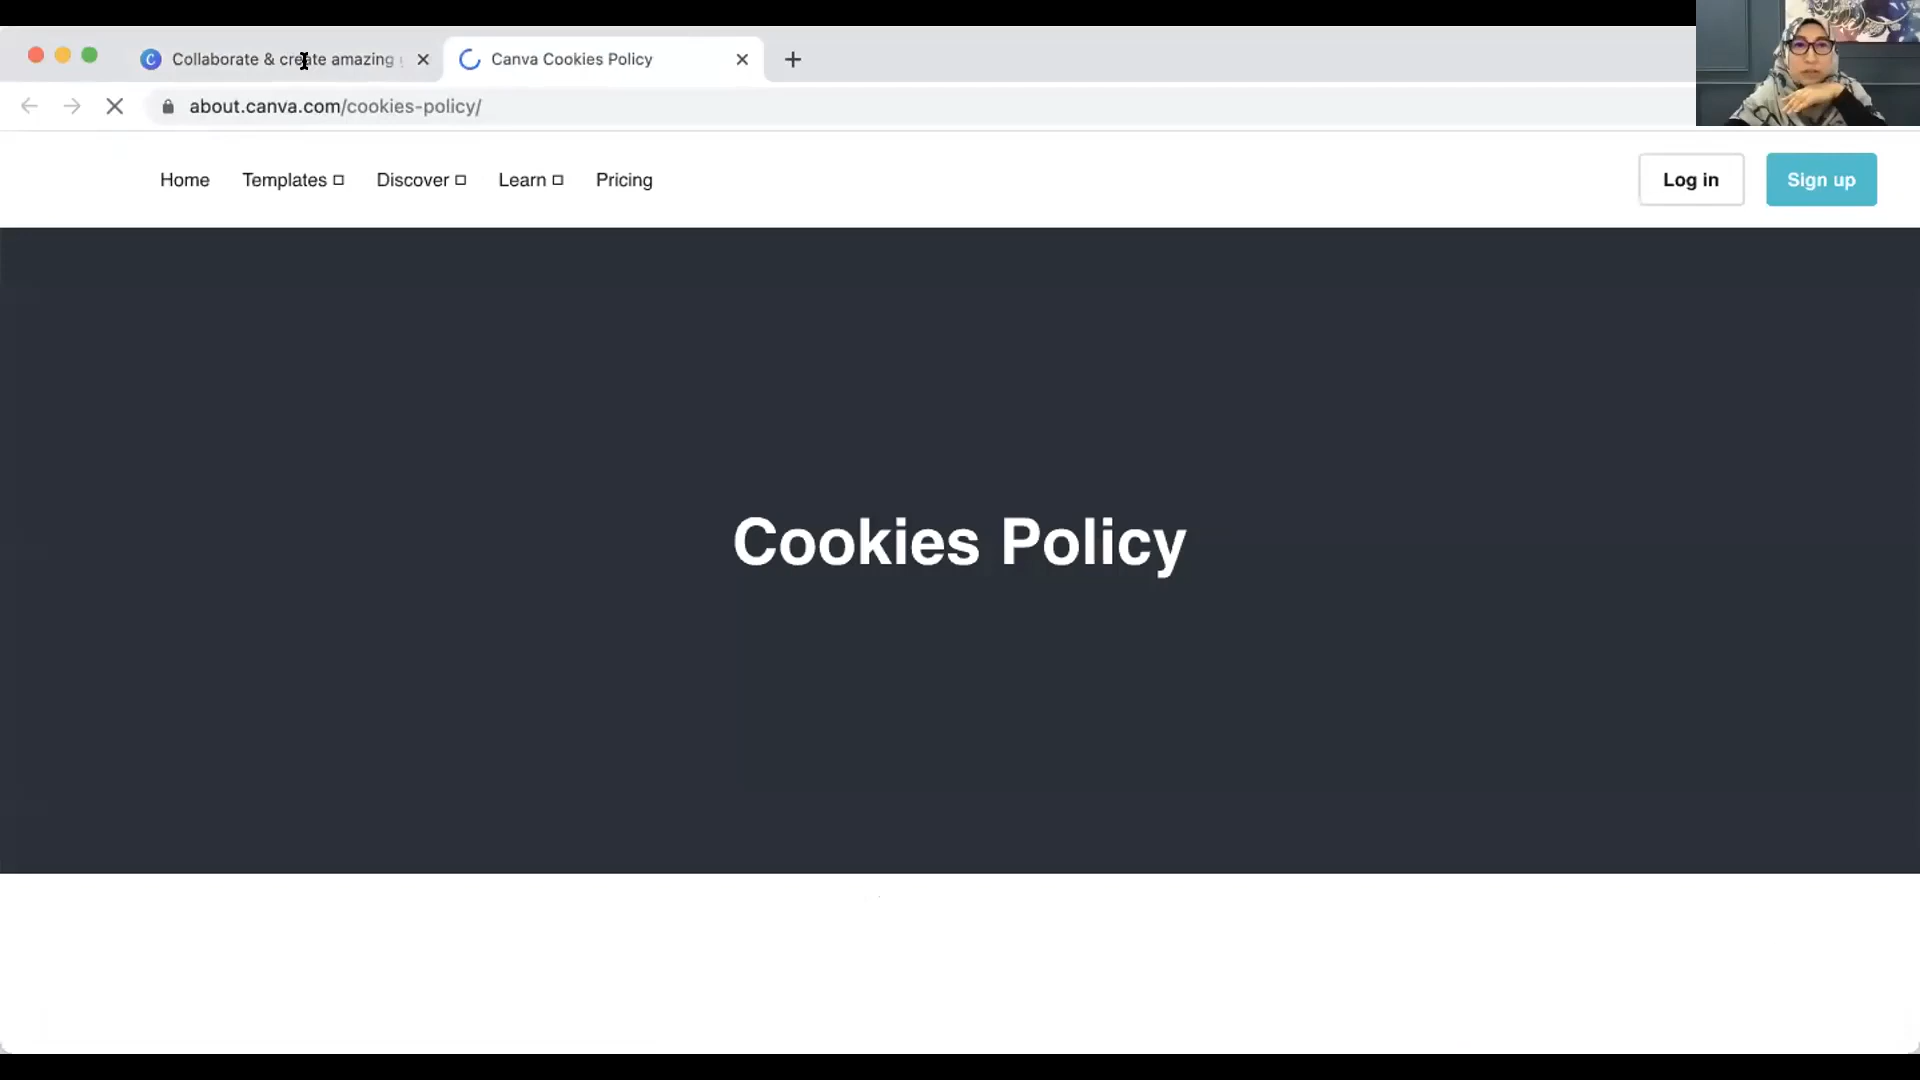 Collaborate & create amazing
Canva Cookies Policy
about.canva.com/cookies-policy/
Home Templates Discover Learn Pricing
Log in
Sign up
Cookies Policy